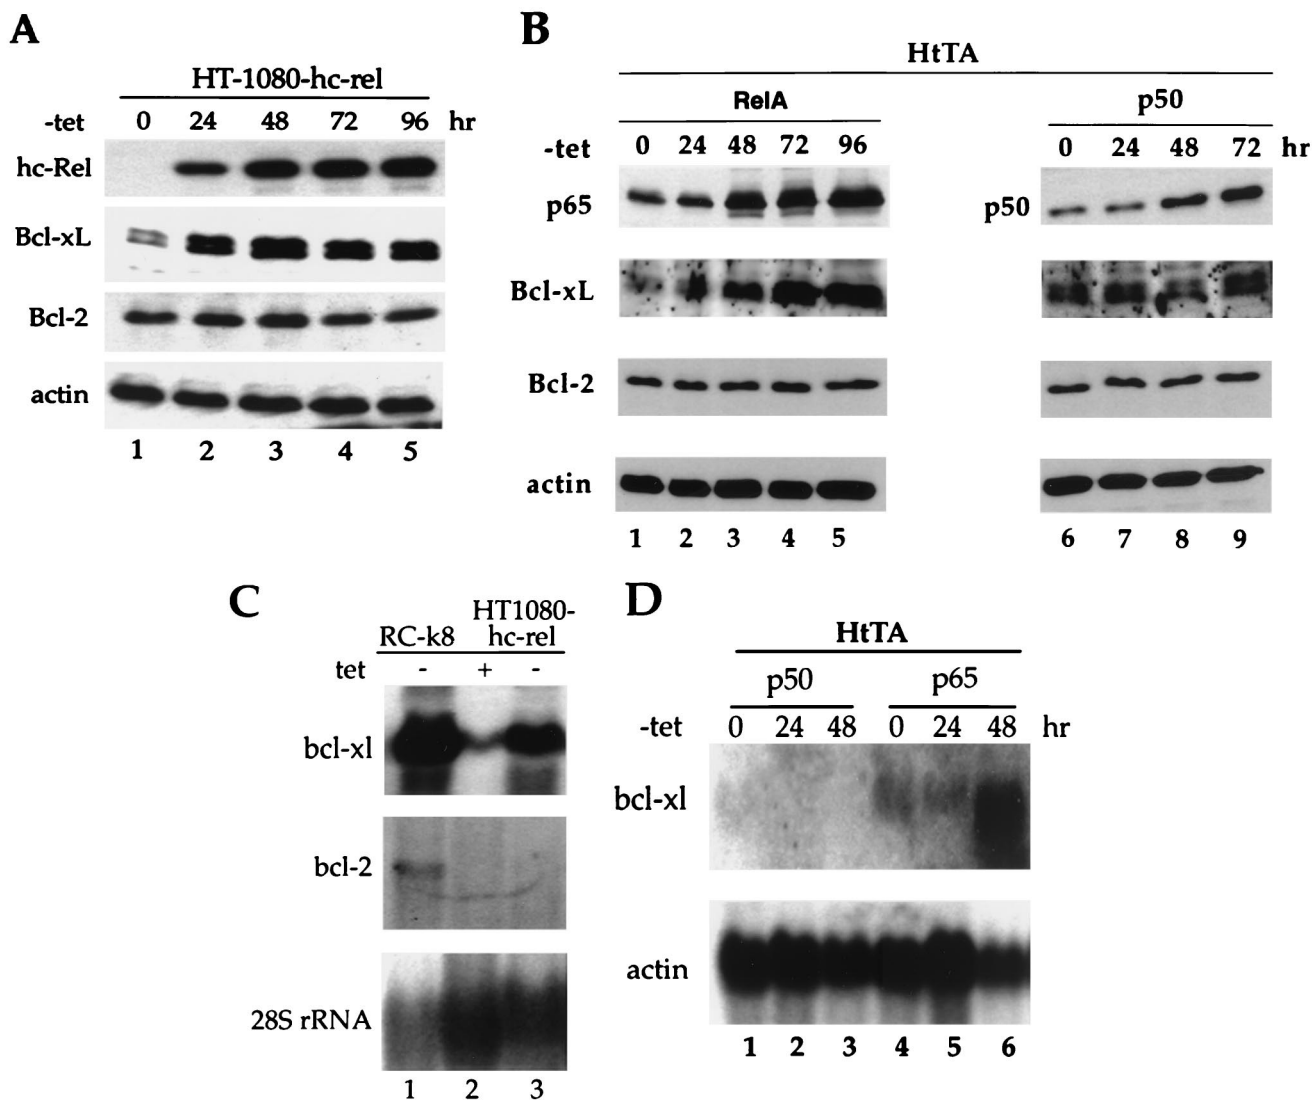 A
HT-1080-hc-rel
-tet 0 24 48 72 96 hr
hc-Rel
Bcl-xL
Bcl-2
actin
1 2 3 4 5
B
HtTA
RelA p50
-tet 0 24 48 72 96 0 24 48 72 hr
p65 p50
Bcl-xL
Bcl-2
actin
1 2 3 4 5 6 7 8 9
C
RC-k8 HT1080-
hc-rel
tet - + -
bcl-xl
bcl-2
28S rRNA
1 2 3
D
HtTA
p50 p65
-tet 0 24 48 0 24 48 hr
bcl-xl
actin
1 2 3 4 5 6